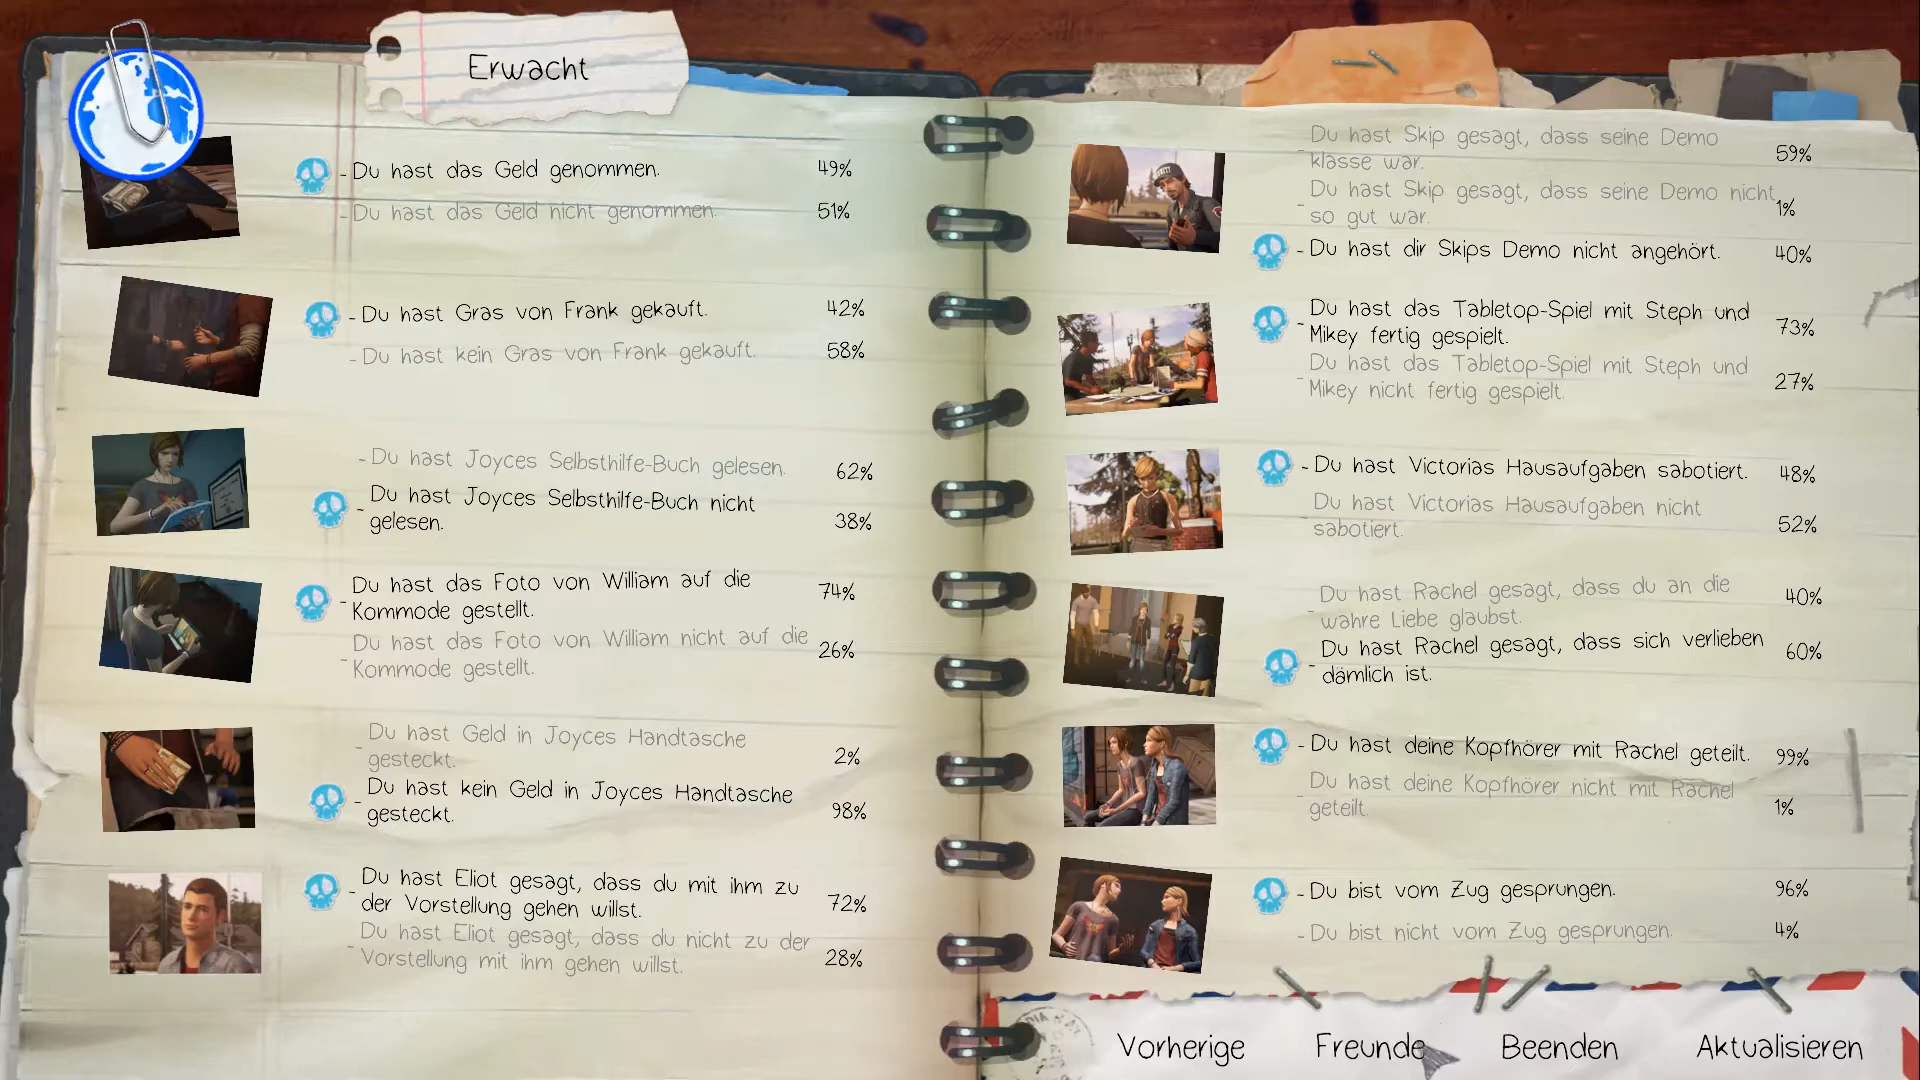 Erwacht
- Du hast das Geld genommen. 49%
- Du hast das Geld nicht genommen. 51%
- Du hast Gras von Frank gekauft. 42%
- Du hast kein Gras von Frank gekauft. 58%
- Du hast Joyces Selbsthilfe-Buch gelesen. 62%
- Du hast Joyces Selbsthilfe-Buch nicht
gelesen. 38%
- Du hast das Foto von William auf die
Kommode gestellt. 74%
- Du hast das Foto von William nicht auf die
Kommode gestellt. 26%
- Du hast Geld in Joyces Handtasche
gesteckt. 2%
- Du hast kein Geld in Joyces Handtasche
gesteckt. 98%
- Du hast Eliot gesagt, dass du mit ihm zu
der Vorstellung gehen willst. 72%
- Du hast Eliot gesagt, dass du nicht zu der
Vorstellung mit ihm gehen willst. 28%
- Du hast Skip gesagt, dass seine Demo
klasse war. 59%
- Du hast Skip gesagt, dass seine Demo nicht
so gut war. 1%
- Du hast dir Skips Demo nicht angehört. 40%
- Du hast das Tabletop-Spiel mit Steph und
Mikey fertig gespielt. 73%
- Du hast das Tabletop-Spiel mit Steph und
Mikey nicht fertig gespielt. 27%
- Du hast Victorias Hausaufgaben sabotiert. 48%
- Du hast Victorias Hausaufgaben nicht
sabotiert. 52%
- Du hast Rachel gesagt, dass du an die
wahre Liebe glaubst. 40%
- Du hast Rachel gesagt, dass sich verlieben
dämlich ist. 60%
- Du hast deine Kopfhörer mit Rachel geteilt. 99%
- Du hast deine Kopfhörer nicht mit Rachel
geteilt. 1%
- Du bist vom Zug gesprungen. 96%
- Du bist nicht vom Zug gesprungen. 4%
Vorherige Freunde Beenden Aktualisieren